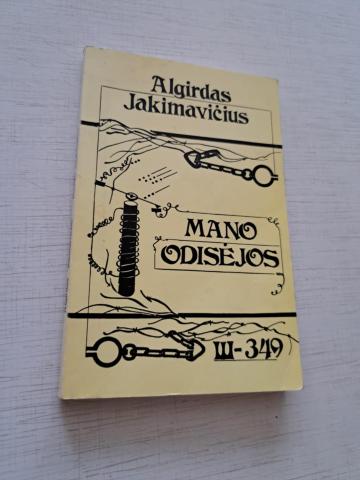 Algirdas
Jakimavičius
MANO
ODISĖJOS
Ш-349